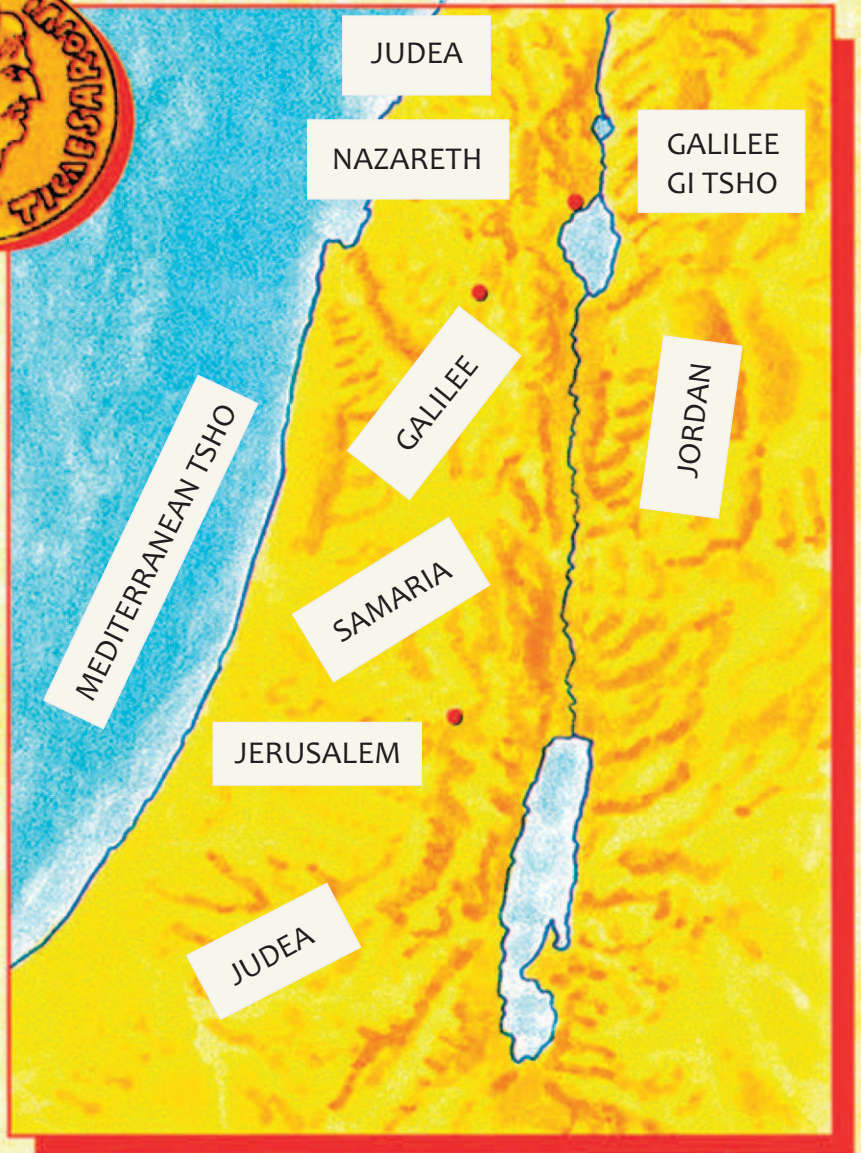 JUDEA
NAZARETH
GALILEE
GI TSHO
GALILEE
JORDAN
MEDITERRANEAN TSHO
SAMARIA
JERUSALEM
JUDEA